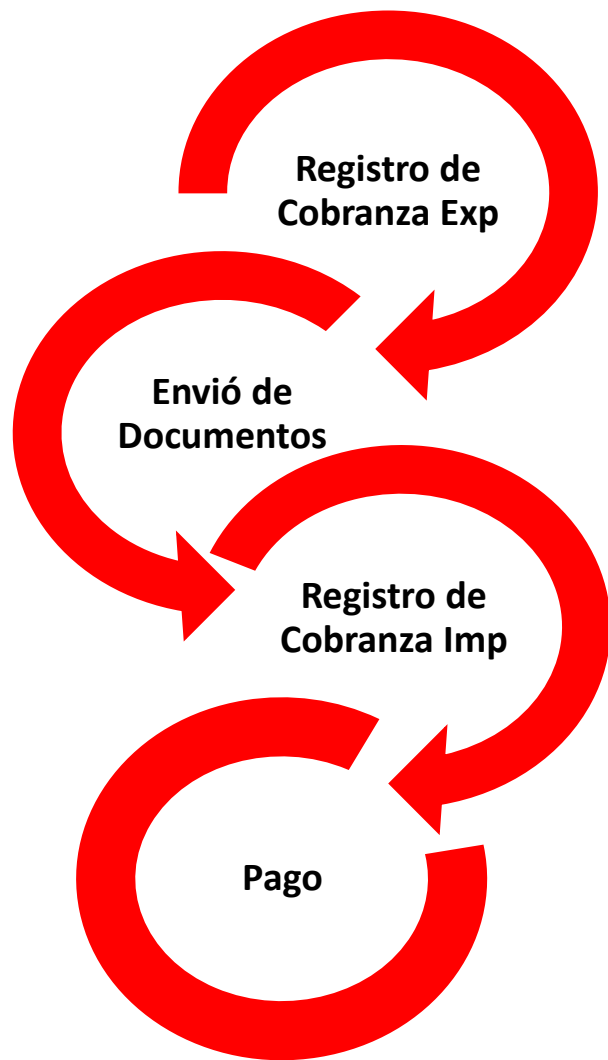 Registro de
Cobranza Exp
Envió de
Documentos
Registro de
Cobranza Imp
Pago